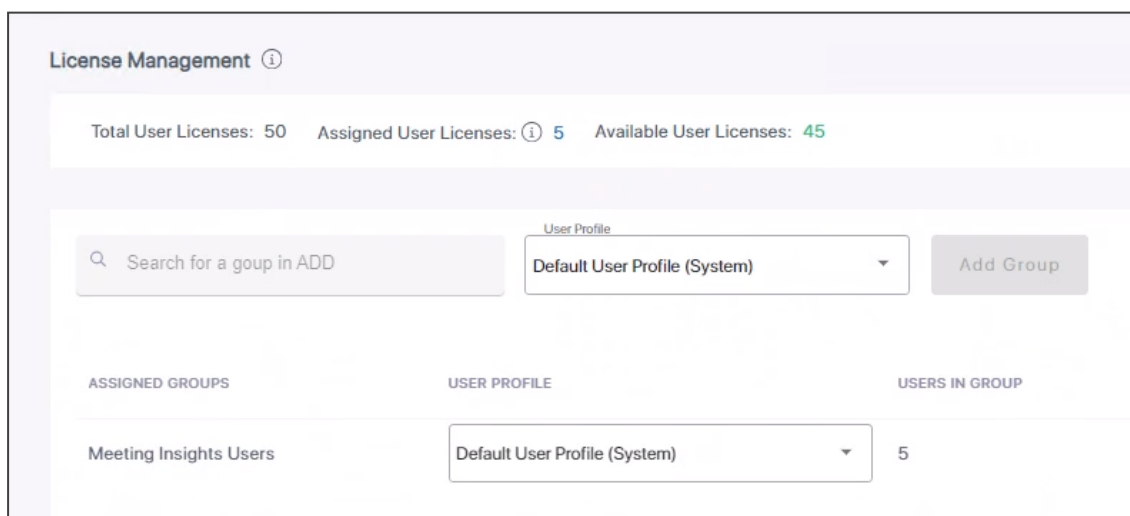 License Management
Total User Licenses: 50 Assigned User Licenses: 5 Available User Licenses: 45
User Profile
Search for a goup in ADD Default User Profile (System) Add Group
ASSIGNED GROUPS USER PROFILE USERS IN GROUP
Meeting Insights Users Default User Profile (System) 5